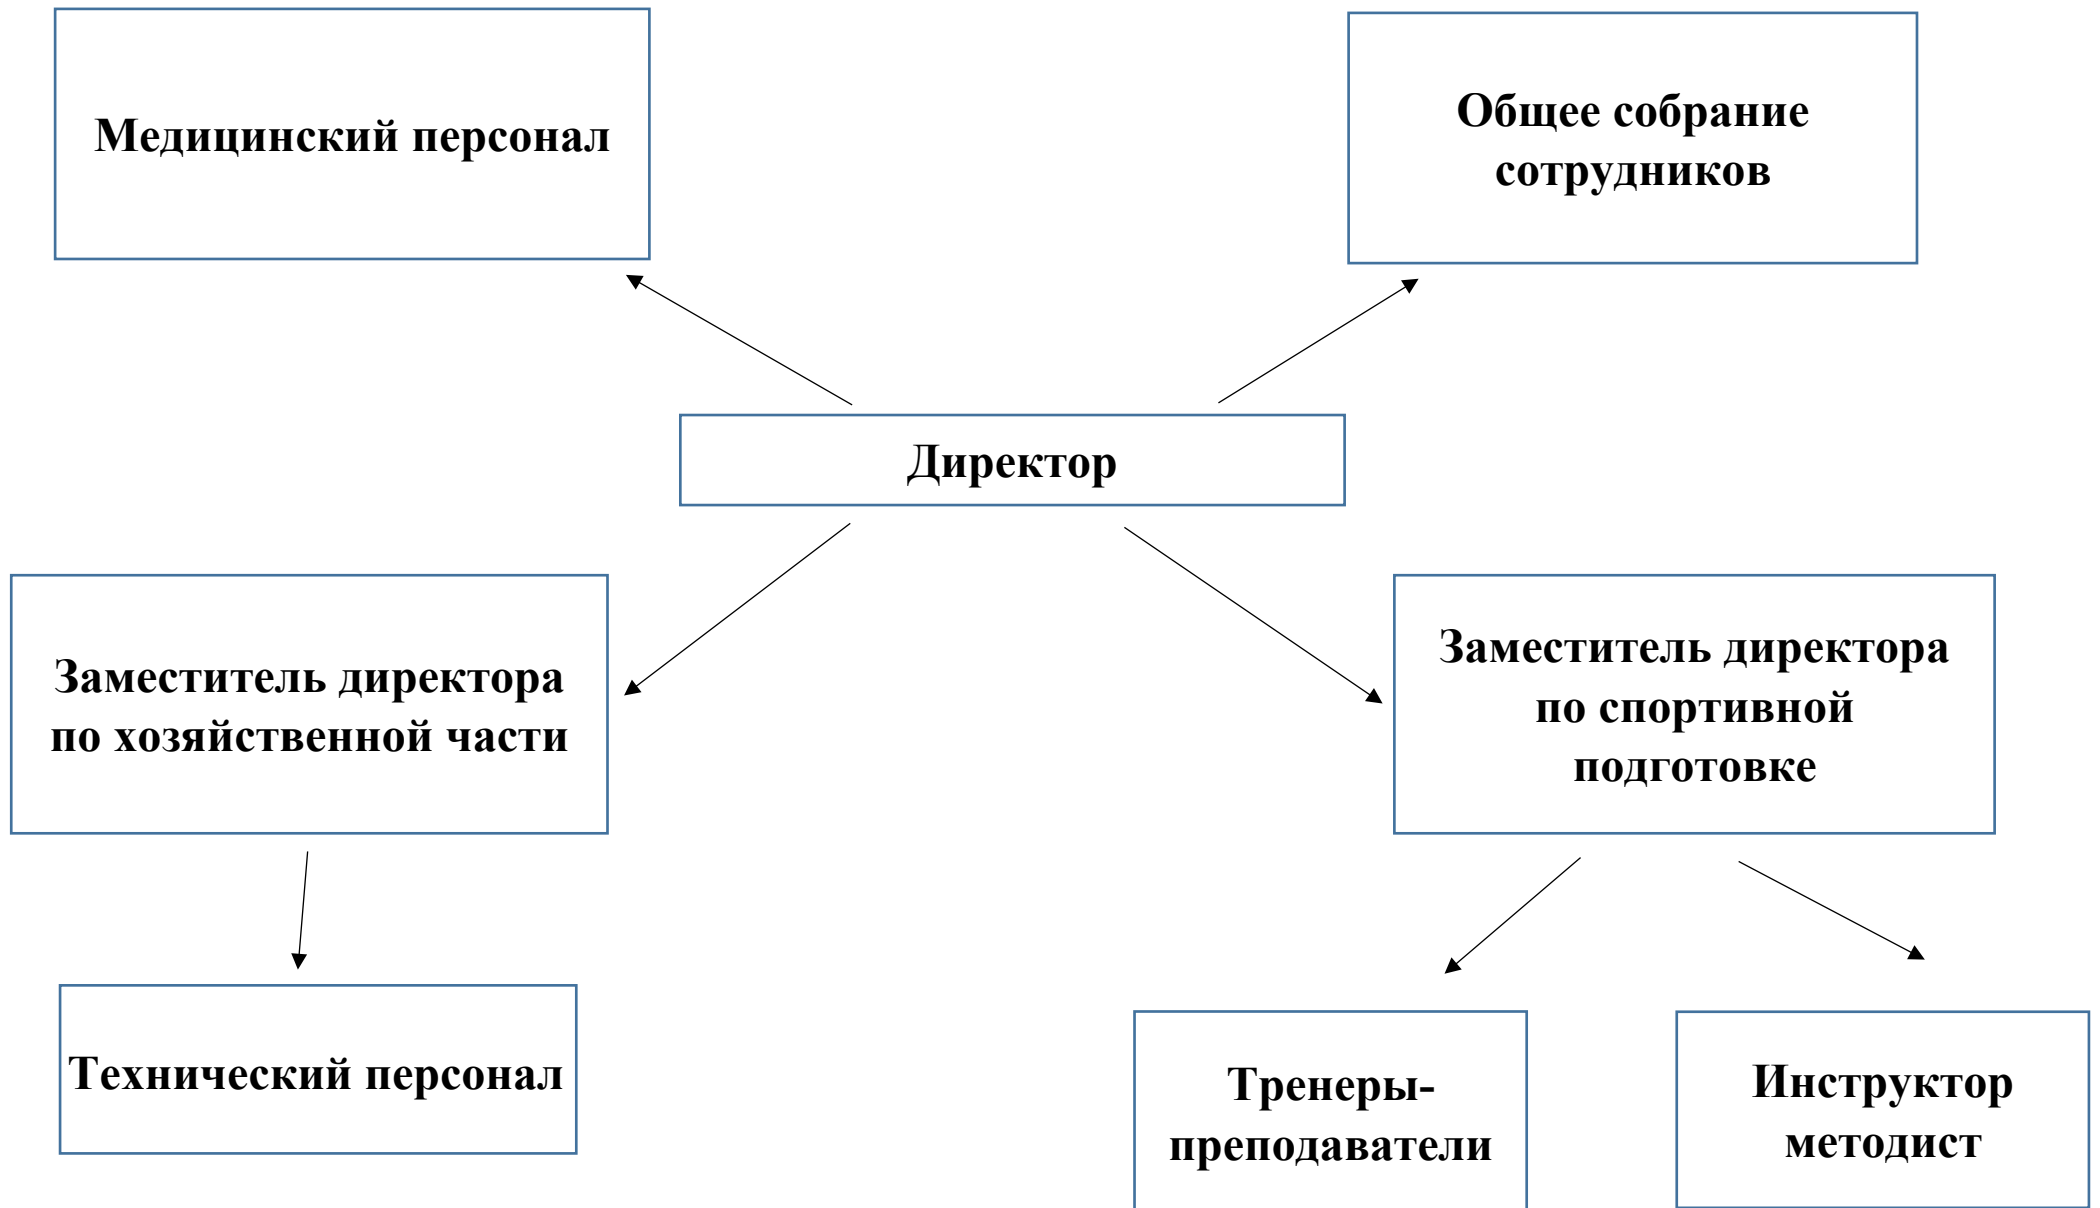 Медицинский персонал
Общее собрание
сотрудников
Директор
Заместитель директора
по хозяйственной части
Заместитель директора
по спортивной
подготовке
Технический персонал
Тренеры-
преподаватели
Инструктор
методист